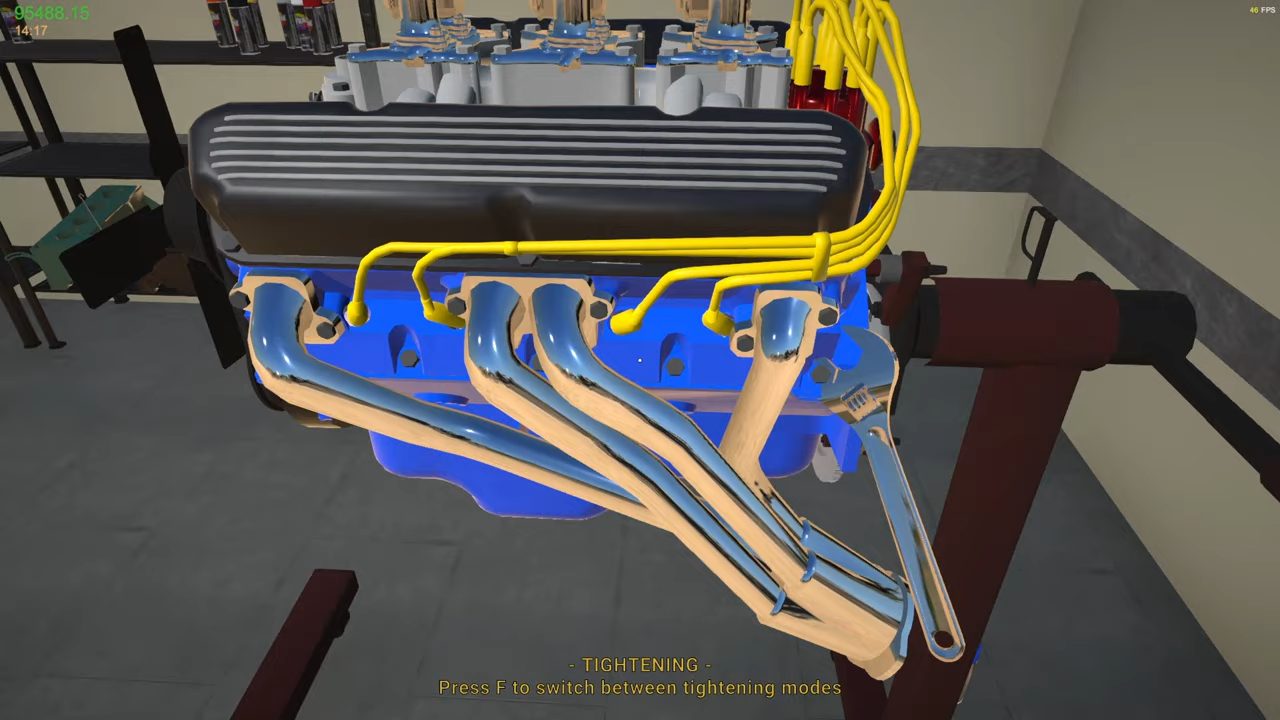 95488.15
14:17
46 FPS
- TIGHTENING -
Press F to switch between tightening modes